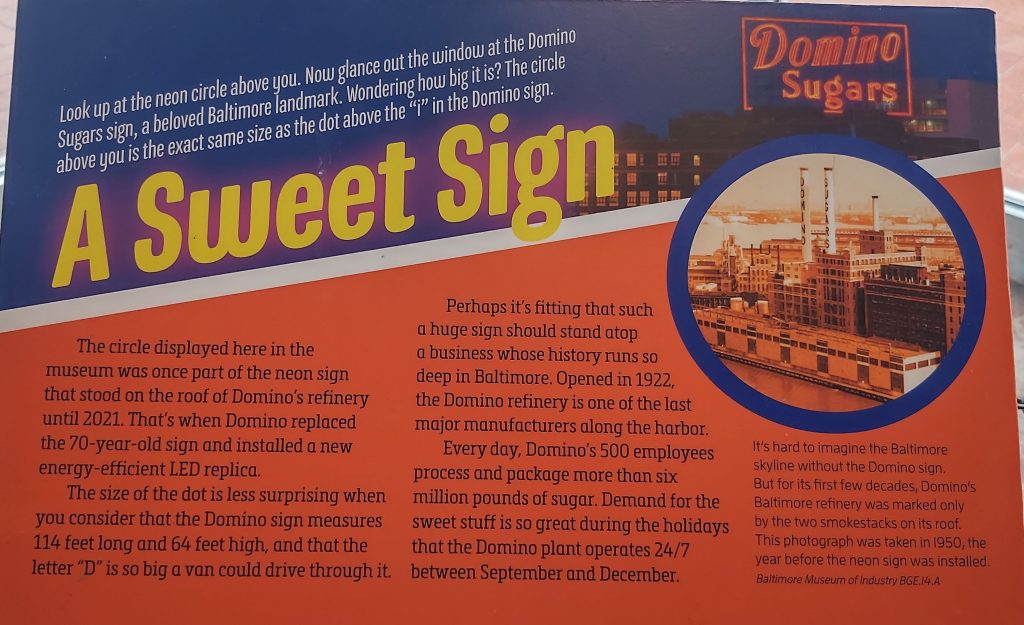 Look up at the neon circle above you. Now glance out the window at the Domino
Sugars sign, a beloved Baltimore landmark. Wondering how big it is? The circle
above you is the exact same size as the dot above the “i” in the Domino sign.
Domino
Sugars
A Sweet Sign
DOMINO
SUGARS
The circle displayed here in the
museum was once part of the neon sign
that stood on the roof of Domino’s refinery
until 2021. That’s when Domino replaced
the 70-year-old sign and installed a new
energy-efficient LED replica.
The size of the dot is less surprising when
you consider that the Domino sign measures
114 feet long and 64 feet high, and that the
letter “D” is so big a van could drive through it.
Perhaps it’s fitting that such
a huge sign should stand atop
a business whose history runs so
deep in Baltimore. Opened in 1922,
the Domino refinery is one of the last
major manufacturers along the harbor.
Every day, Domino’s 500 employees
process and package more than six
million pounds of sugar. Demand for the
sweet stuff is so great during the holidays
that the Domino plant operates 24/7
between September and December.
It’s hard to imagine the Baltimore
skyline without the Domino sign.
But for its first few decades, Domino’s
Baltimore refinery was marked only
by the two smokestacks on its roof.
This photograph was taken in 1950, the
year before the neon sign was installed.
Baltimore Museum of Industry BGE.14.A